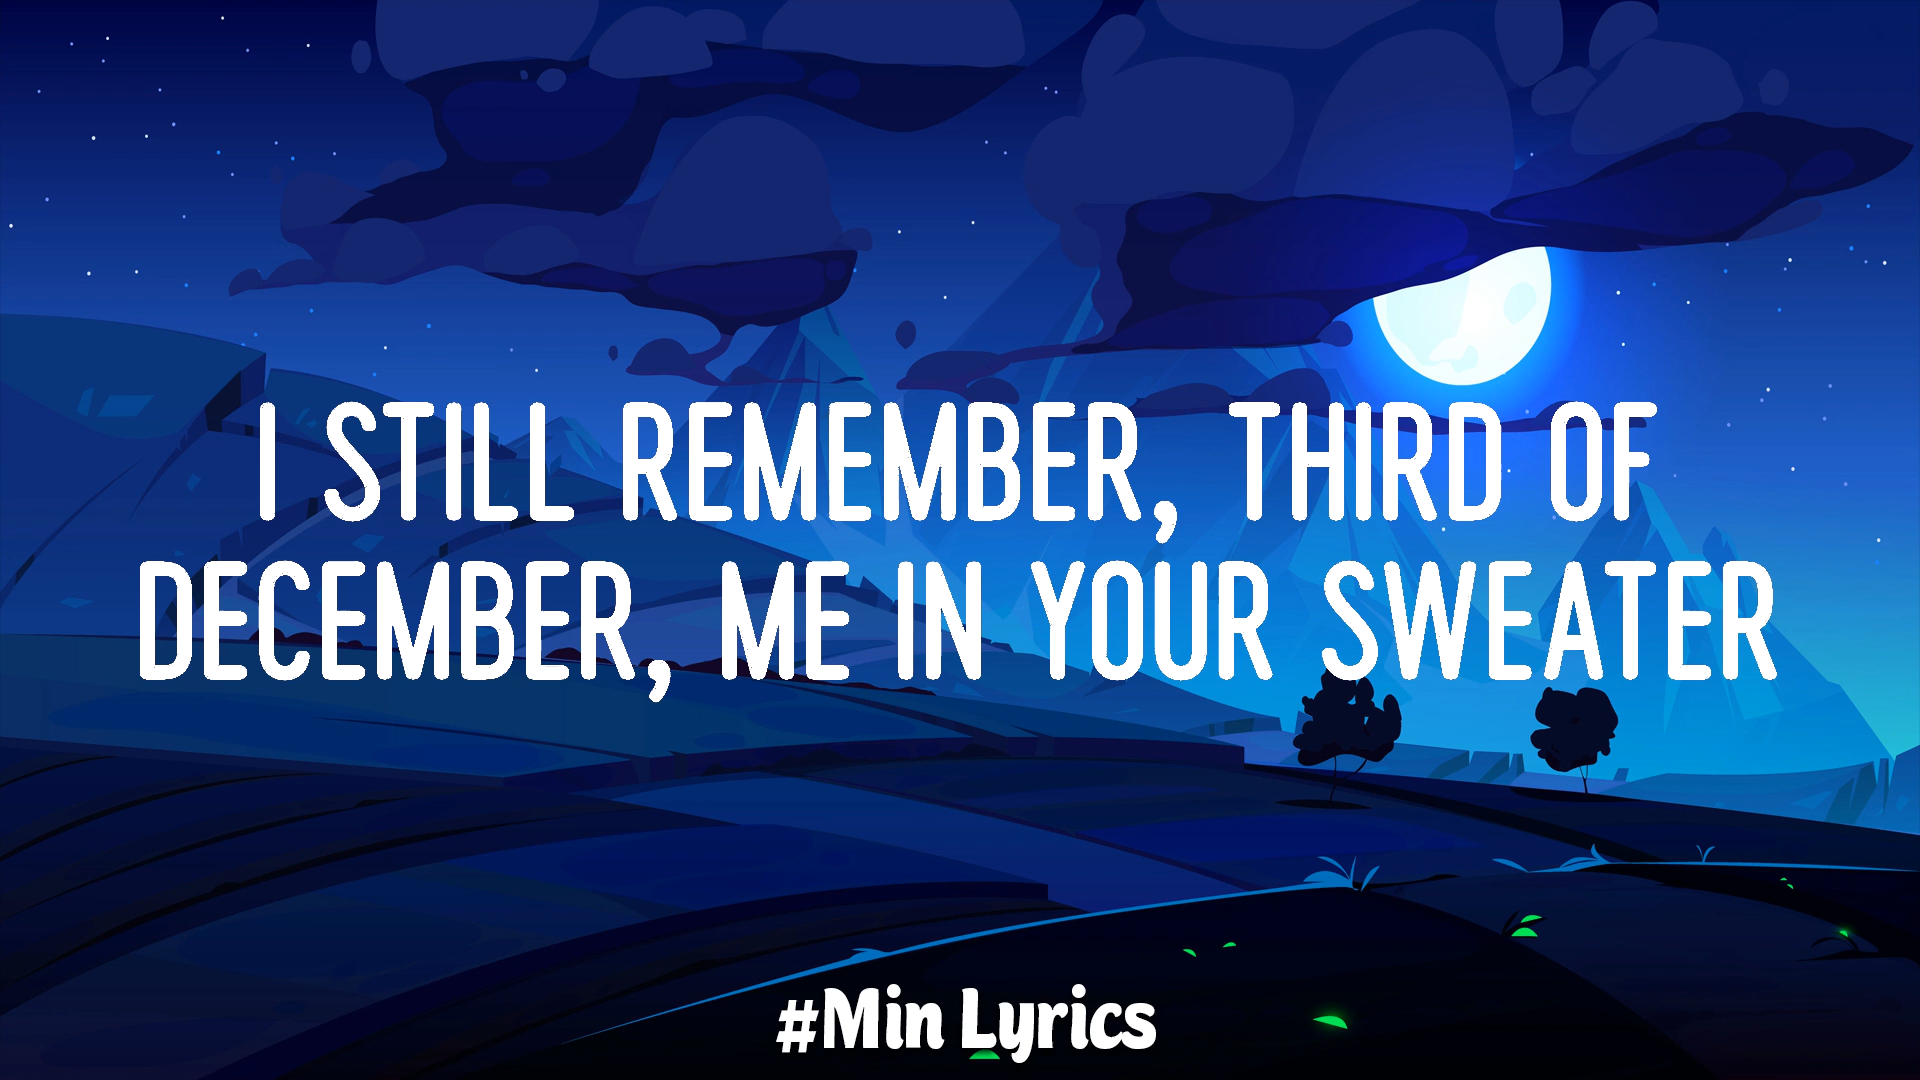 I STILL REMEMBER, THIRD OF
DECEMBER, ME IN YOUR SWEATER
#Min Lyrics